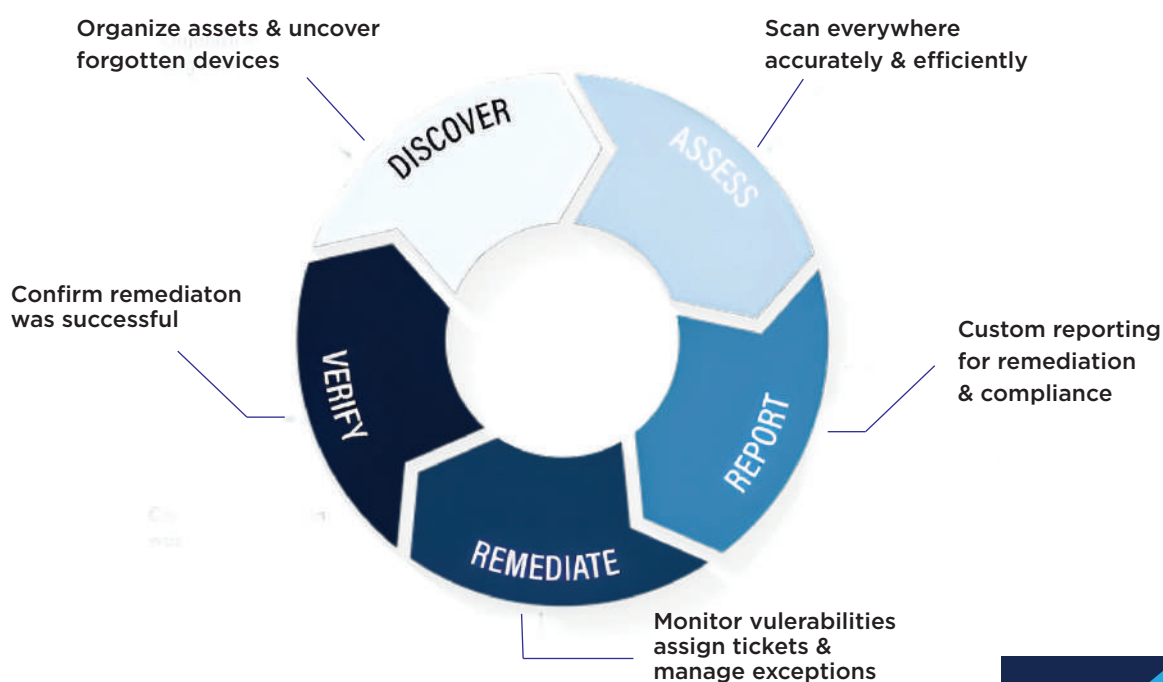 Organize assets & uncover
forgotten devices
Scan everywhere
accurately & efficiently
DISCOVER
ASSESS
Confirm remediaton
was successful
Custom reporting
for remediation
& compliance
VERIFY
REPORT
REMEDIATE
Monitor vulerabilities
assign tickets &
manage exceptions